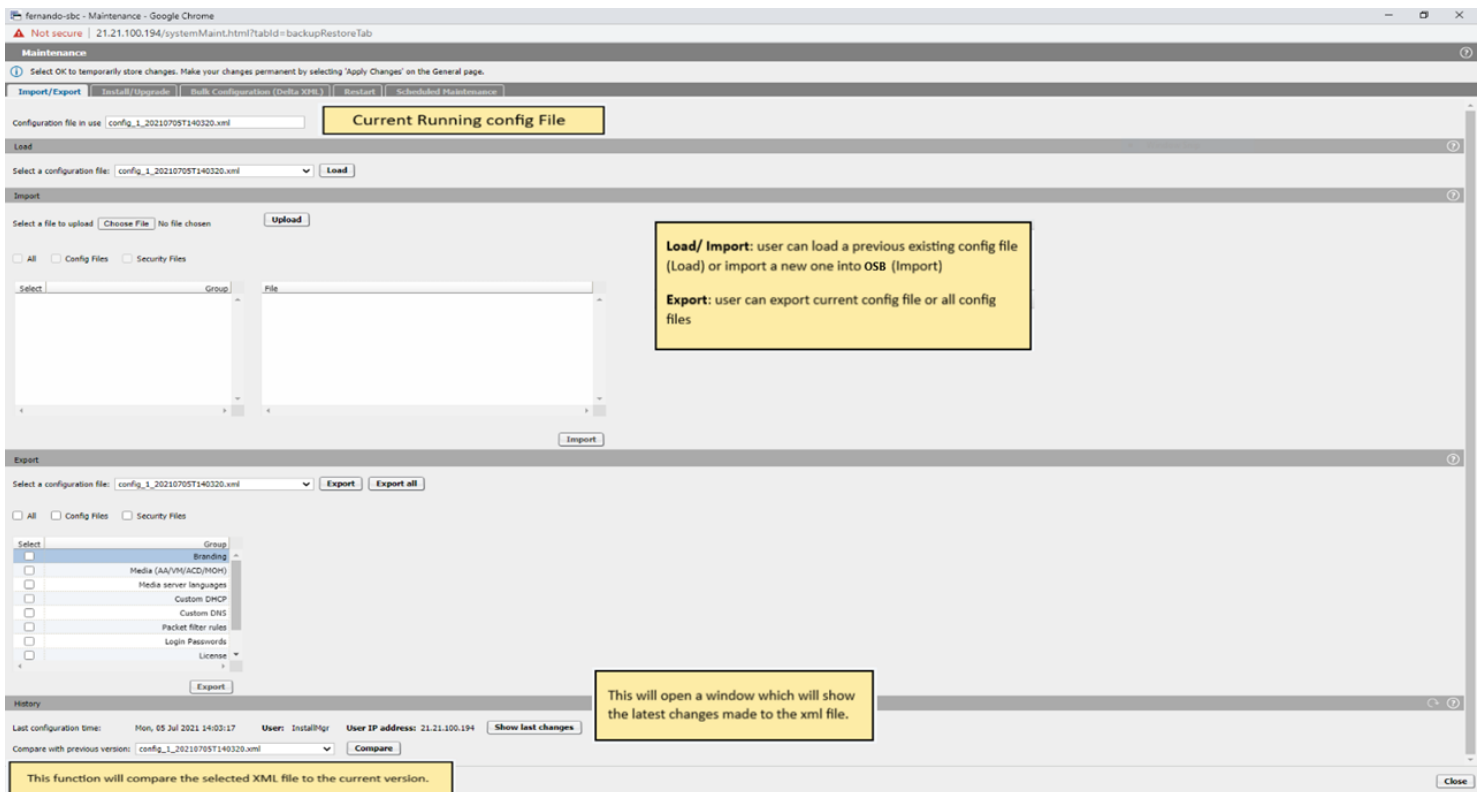 fernando-sbc - Maintenance - Google Chrome
Not secure | 21.21.100.194/systemMaint.html?tabId=backupRestoreTab
Maintenance
Select OK to temporarily store changes. Make your changes permanent by selecting 'Apply Changes' on the General page.
Import/Export Install/Upgrade Bulk Configuration (Delta XML) Restart Scheduled Maintenance
Configuration file in use config_1_20210705T140320.xml
Current Running config File
Load
Select a configuration file: config_1_20210705T140320.xml Load
Import
Select a file to upload Choose File No file chosen Upload
All Config Files Security Files
Select Group File
Load/ Import: user can load a previous existing config file
(Load) or import a new one into OSB (Import)
Export: user can export current config file or all config
files
Import
Export
Select a configuration file: config_1_20210705T140320.xml Export Export all
All Config Files Security Files
Select Group
Branding
Media (AA/VM/ACD/MOH)
Media server languages
Custom DHCP
Custom DNS
Packet filter rules
Login Passwords
License
Export
This will open a window which will show
the latest changes made to the xml file.
History
Last configuration time: Mon, 05 Jul 2021 14:03:17 User: InstallMgr User IP address: 21.21.100.194 Show last changes
Compare with previous version: config_1_20210705T140320.xml Compare
This function will compare the selected XML file to the current version.
Close